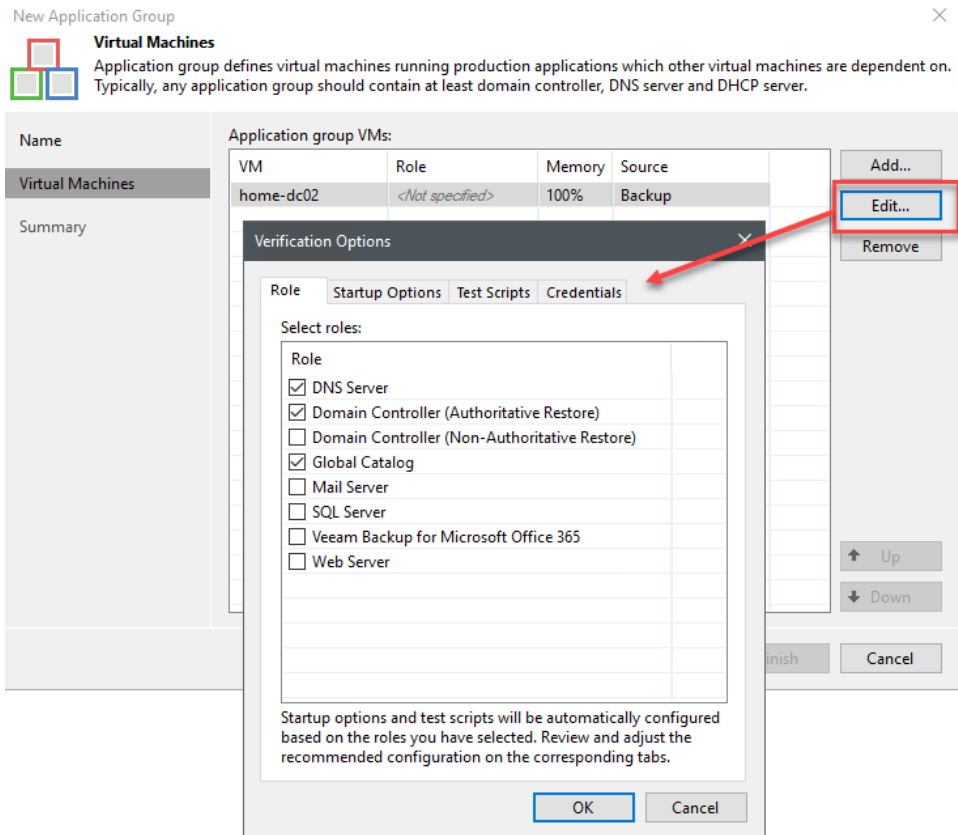 New Application Group
Virtual Machines
Application group defines virtual machines running production applications which other virtual machines are dependent on.
Typically, any application group should contain at least domain controller, DNS server and DHCP server.
Name
Virtual Machines
Summary
Application group VMs:
VM Role Memory Source
home-dc02 <Not specified> 100% Backup
Add...
Edit...
Remove
Up
Down
Cancel
Verification Options
Role Startup Options Test Scripts Credentials
Select roles:
Role
DNS Server
Domain Controller (Authoritative Restore)
Domain Controller (Non-Authoritative Restore)
Global Catalog
Mail Server
SQL Server
Veeam Backup for Microsoft Office 365
Web Server
Startup options and test scripts will be automatically configured
based on the roles you have selected. Review and adjust the
recommended configuration on the corresponding tabs.
OK Cancel